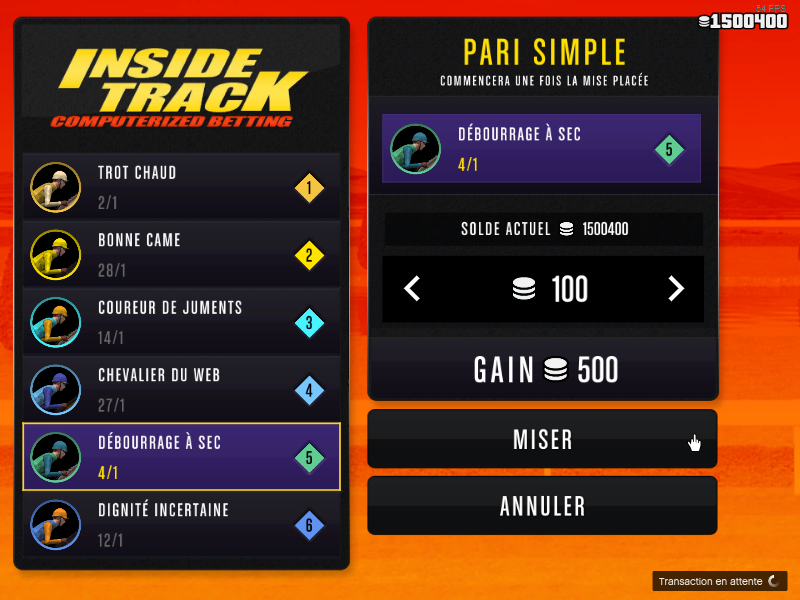 54 FPS
1500400
INSIDE
TRACK
COMPUTERIZED BETTING
TROT CHAUD
2/1
1
BONNE CAME
28/1
2
COUREUR DE JUMENTS
14/1
3
CHEVALIER DU WEB
27/1
4
DÉBOURRAGE À SEC
4/1
5
DIGNITÉ INCERTAINE
12/1
6
PARI SIMPLE
COMMENCERA UNE FOIS LA MISE PLACÉE
DÉBOURRAGE À SEC
4/1
5
SOLDE ACTUEL 1500400
100
GAIN 500
MISER
ANNULER
Transaction en attente